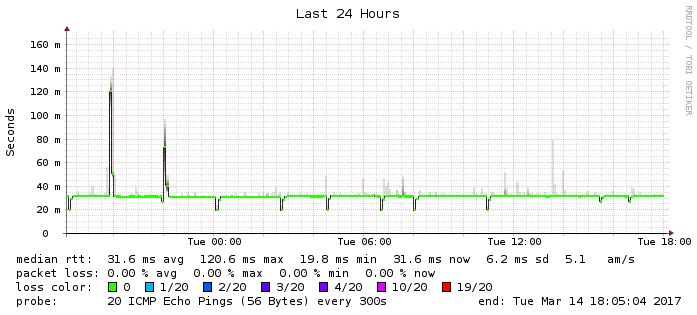 Last 24 Hours
RRDTOOL / TOBI OETIKER
Seconds
160 m
140 m
120 m
100 m
80 m
60 m
40 m
20 m
0
Tue 00:00 Tue 06:00 Tue 12:00 Tue 18:00
median rtt: 31.6 ms avg 120.6 ms max 19.8 ms min 31.6 ms now 6.2 ms sd 5.1 am/s
packet loss: 0.00 % avg 0.00 % max 0.00 % min 0.00 % now
loss color: 0 1/20 2/20 3/20 4/20 10/20 19/20
probe: 20 ICMP Echo Pings (56 Bytes) every 300s end: Tue Mar 14 18:05:04 2017